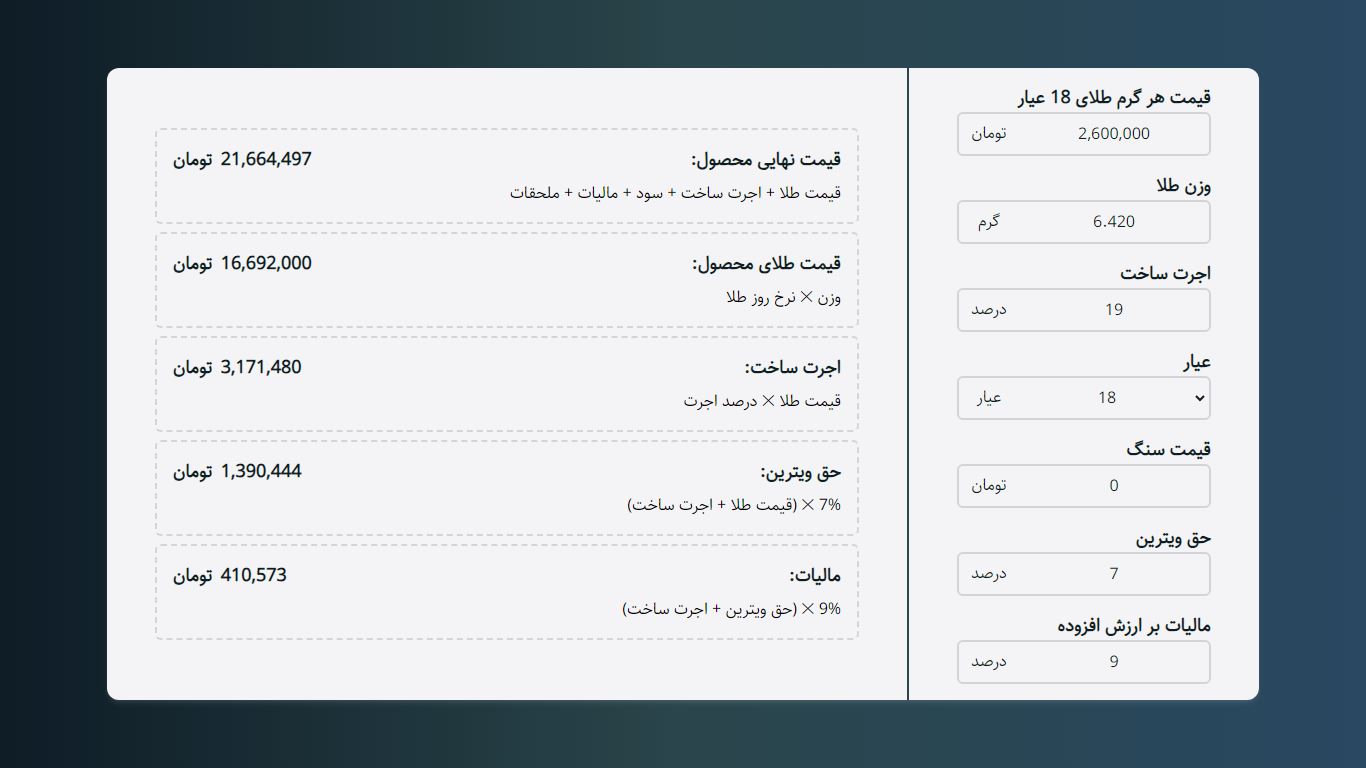 قیمت هر گرم طلای 18 عیار
2,600,000 تومان
وزن طلا
6.420 گرم
اجرت ساخت
19 درصد
عیار
18 عیار
قیمت سنگ
0 تومان
حق ویترین
7 درصد
مالیات بر ارزش افزوده
9 درصد
قیمت نهایی محصول: 21,664,497 تومان
قیمت طلا + اجرت ساخت + سود + مالیات + ملحقات
قیمت طلای محصول: 16,692,000 تومان
وزن × نرخ روز طلا
اجرت ساخت: 3,171,480 تومان
قیمت طلا × درصد اجرت
حق ویترین: 1,390,444 تومان
7% × (قیمت طلا + اجرت ساخت)
مالیات: 410,573 تومان
9% × (حق ویترین + اجرت ساخت)